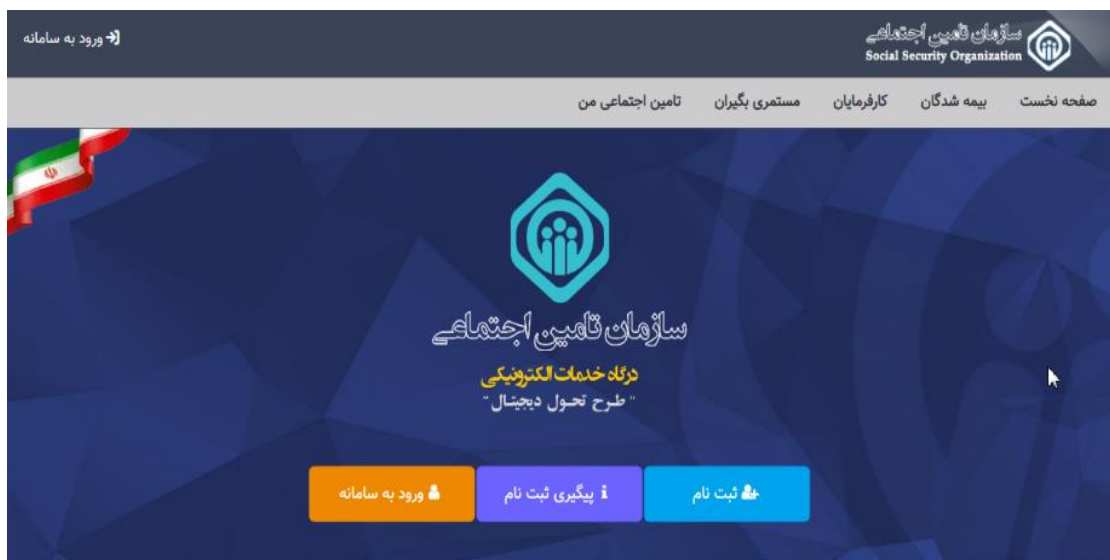 سازمان تامین اجتماعی
Social Security Organization
ورود به سامانه
صفحه نخست
بیمه شدگان
کارفرمایان
مستمری بگیران
تامین اجتماعی من
سازمان تامین اجتماعی
درگاه خدمات الکترونیکی
" طرح تحول دیجیتال "
ثبت نام
پیگیری ثبت نام
ورود به سامانه